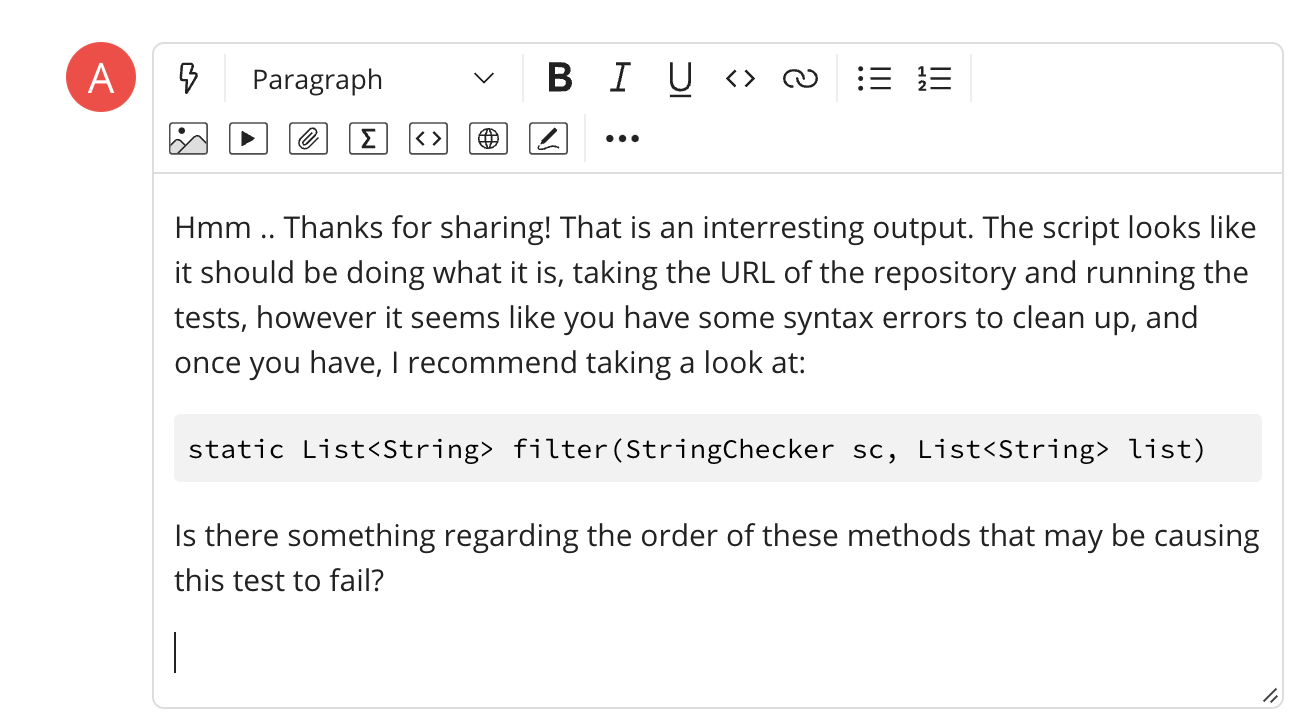 A
Paragraph
B I U
Hmm .. Thanks for sharing! That is an interresting output. The script looks like
it should be doing what it is, taking the URL of the repository and running the
tests, however it seems like you have some syntax errors to clean up, and
once you have, I recommend taking a look at:
static List<String> filter(StringChecker sc, List<String> list)
Is there something regarding the order of these methods that may be causing
this test to fail?